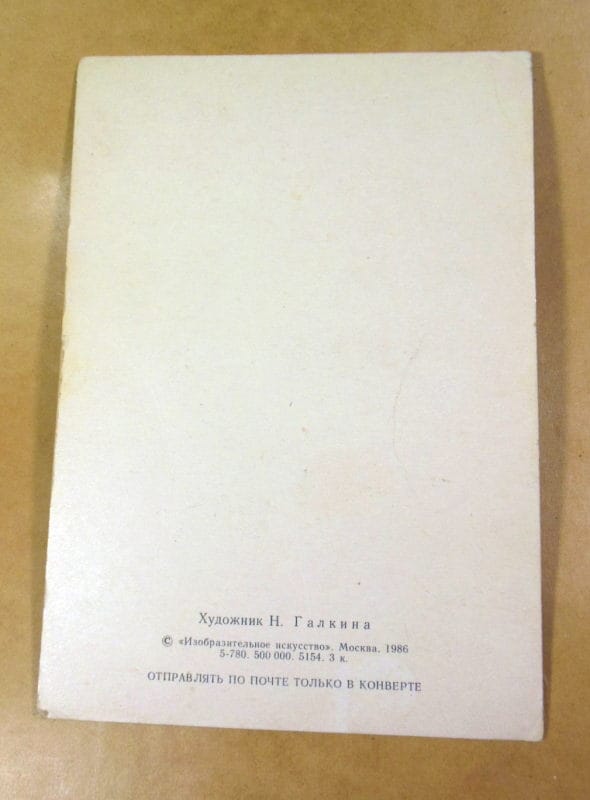 Художник Н. Галкина
© «Изобразительное искусство». Москва. 1986
5-780. 500 000. 5154. 3 к.
ОТПРАВЛЯТЬ ПО ПОЧТЕ ТОЛЬКО В КОНВЕРТЕ